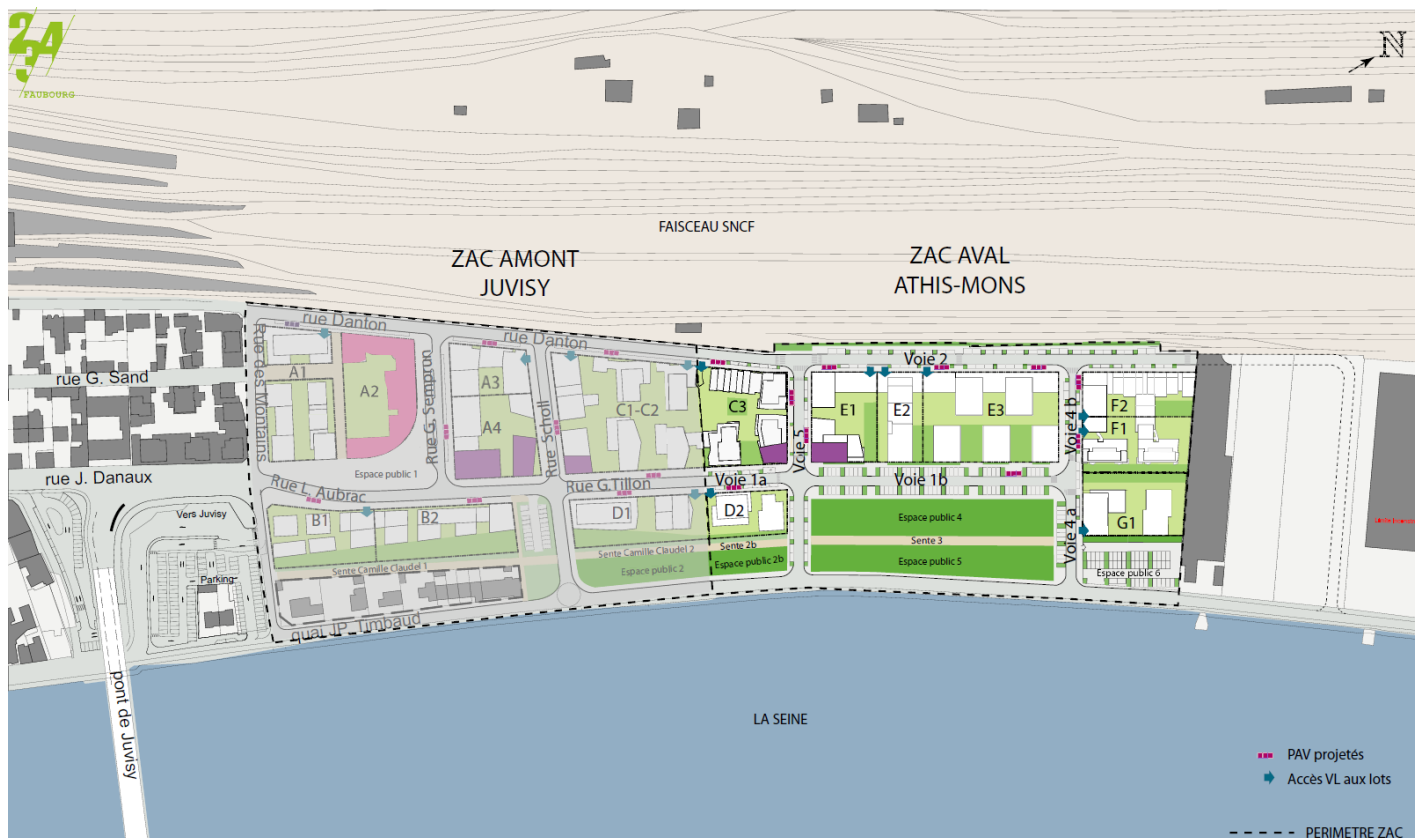 234
FAUBOURG
N
FAISCEAU SNCF
ZAC AMONT
JUVISY
ZAC AVAL
ATHIS-MONS
rue Danton
rue Danton
Voie 2
rue G. Sand
Rue des Montains
A1
A2
Rue G. Sandrun
A3
A4
Rue Scholl
C1-C2
C3
Voie 5
E1
E2
E3
Voie 4 b
F2
F1
Espace public 1
rue J. Danaux
Rue L. Aubrac
Rue G.Tillon
Voie 1a
Voie 1b
Vers Juvisy
Parking
B1
B2
D1
D2
Espace public 4
Sente 3
Espace public 5
Voie 4 a
G1
Sente Camille Claudel 1
Sente Camille Claudel 2
Sente 2b
Espace public 2
Espace public 2b
Espace public 6
quai JP. Timbaud
pont de Juvisy
LA SEINE
PAV projetés
Accès VL aux lots
PERIMETRE ZAC